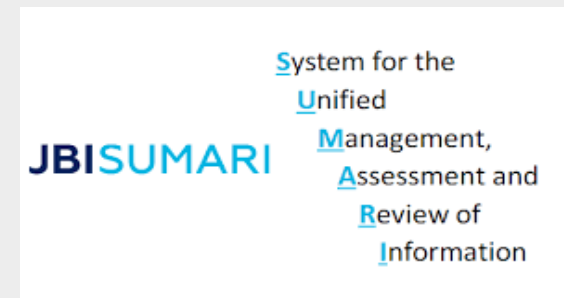 JBISUMARI
System for the
Unified
Management,
Assessment and
Review of
Information